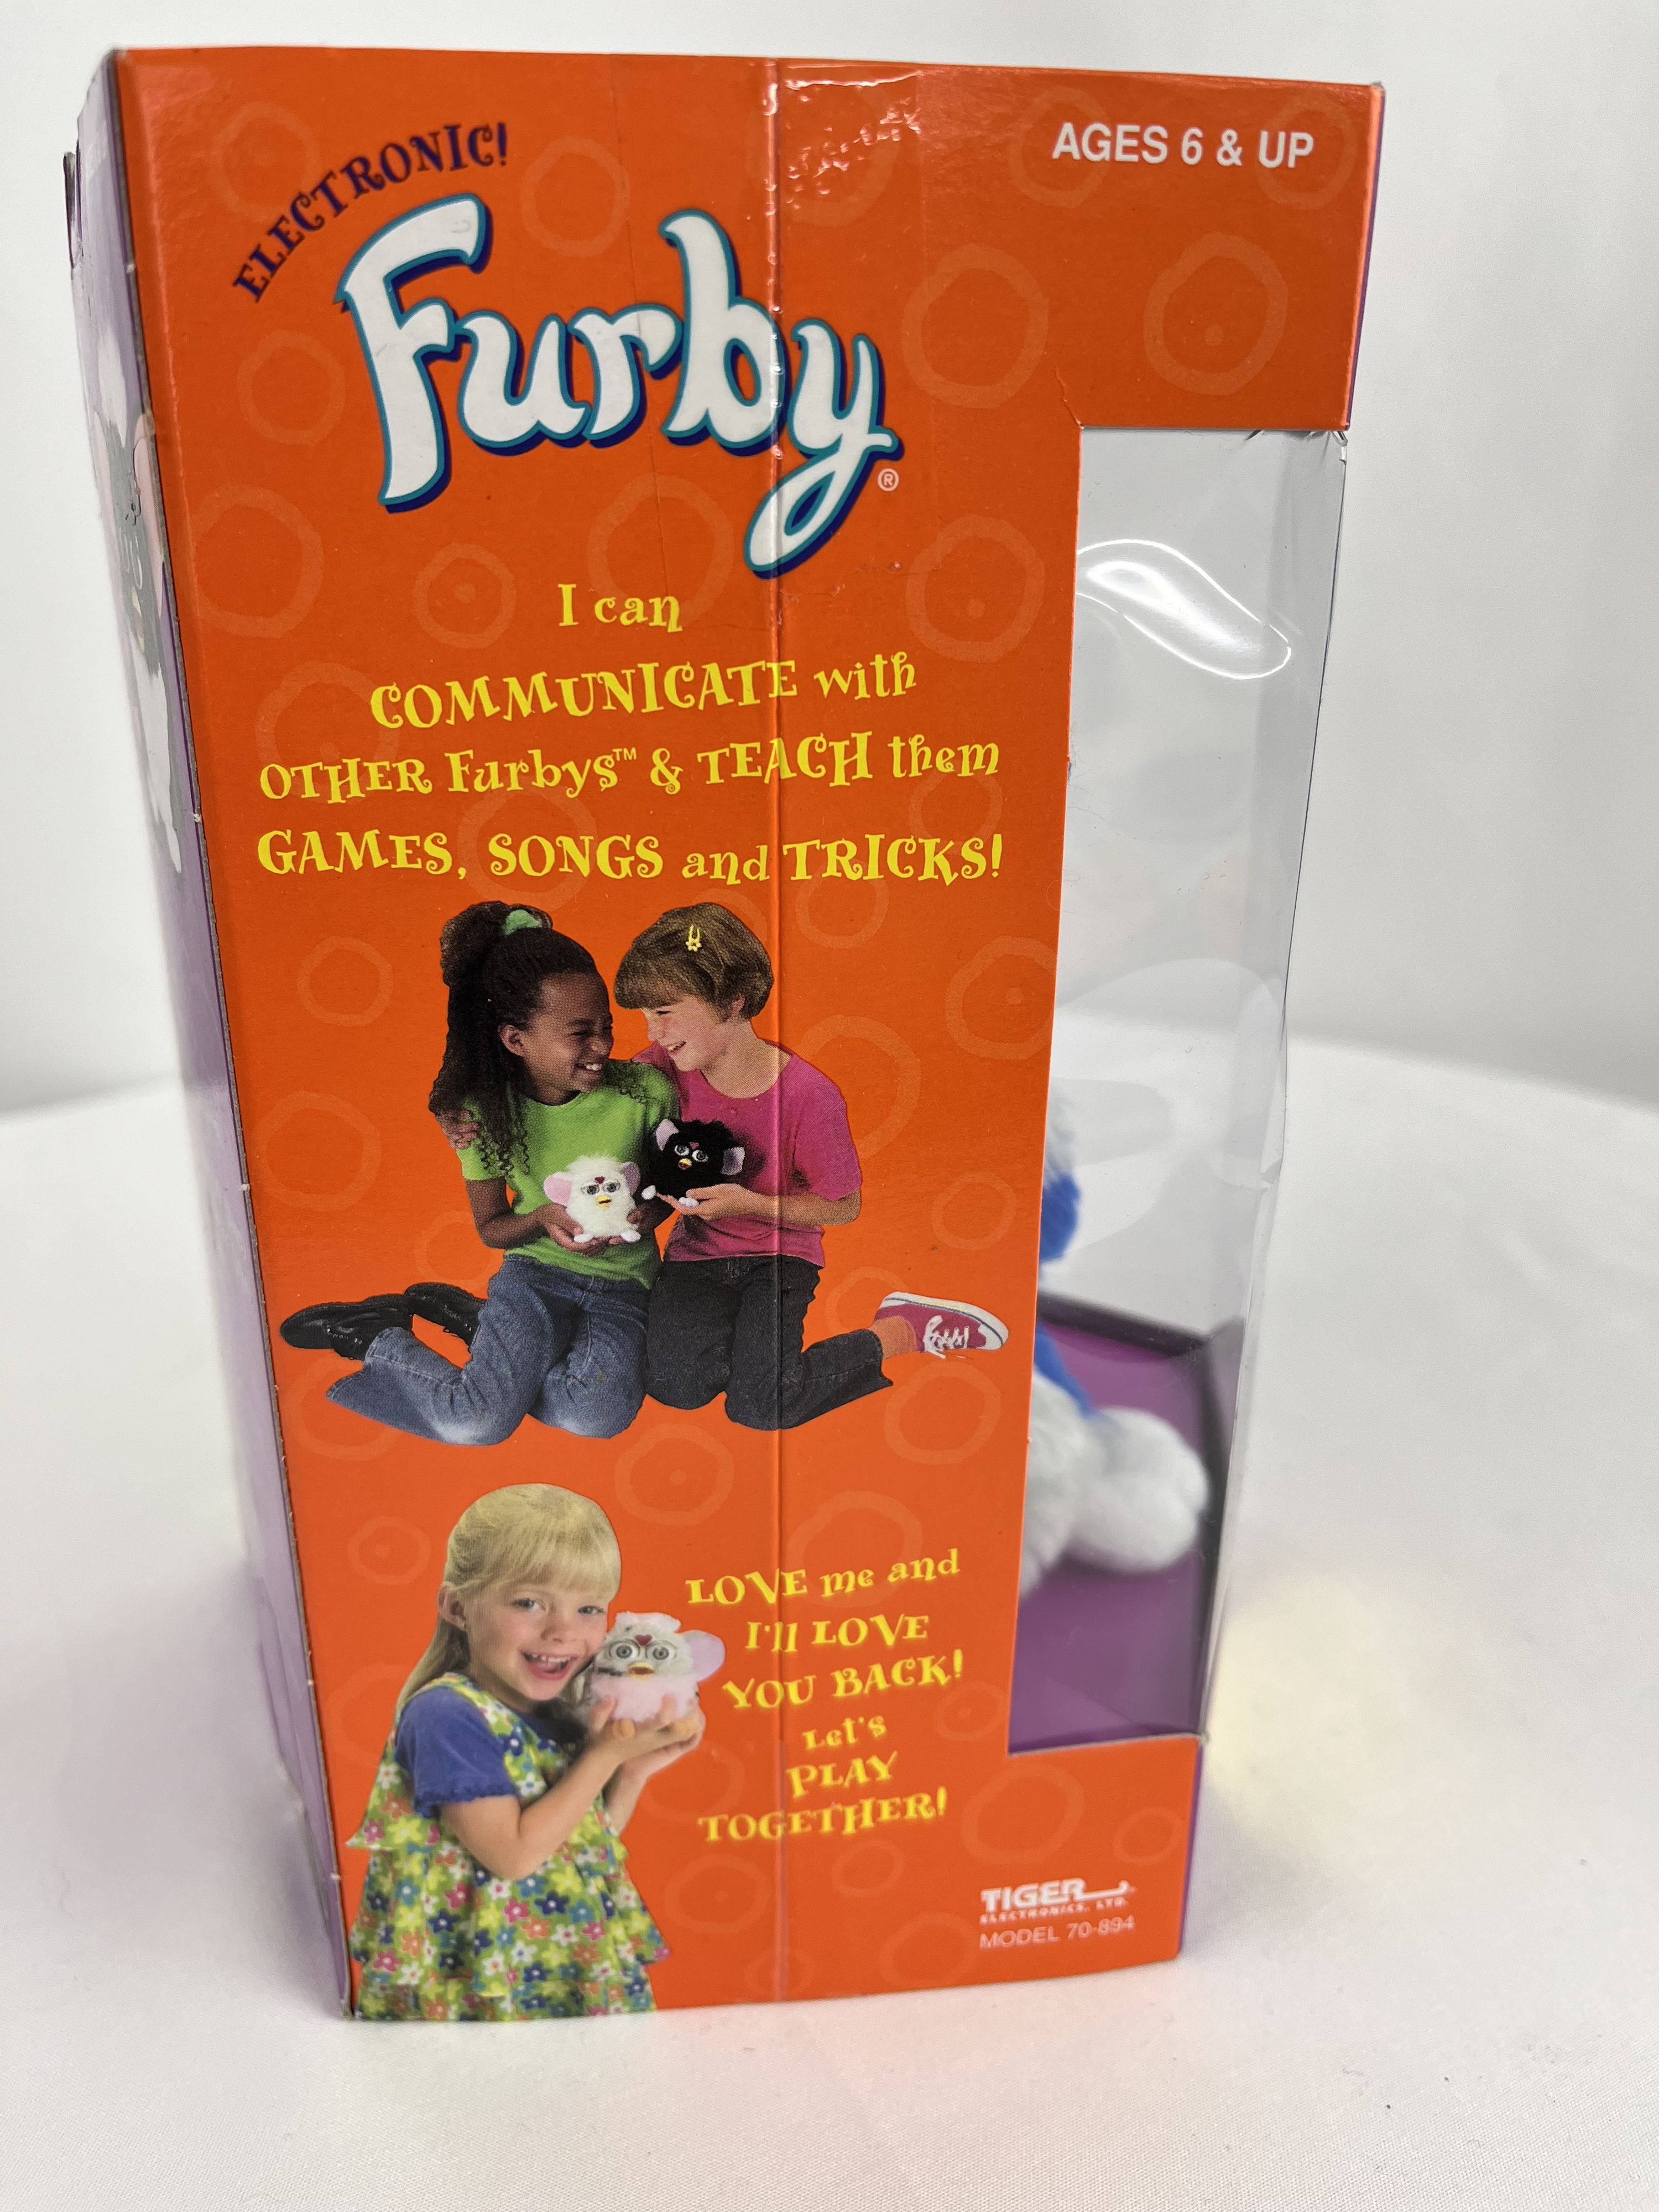 ELECTRONIC!
AGES 6 & UP
Furby®
I can
COMMUNICATE with
OTHER Furbys™ & TEACH them
GAMES, SONGS and TRICKS!
LOVE me and
I'll LOVE
YOU BACK!
Let's
PLAY
TOGETHER!
TIGER
ELECTRONICS, LTD.
MODEL 70-894